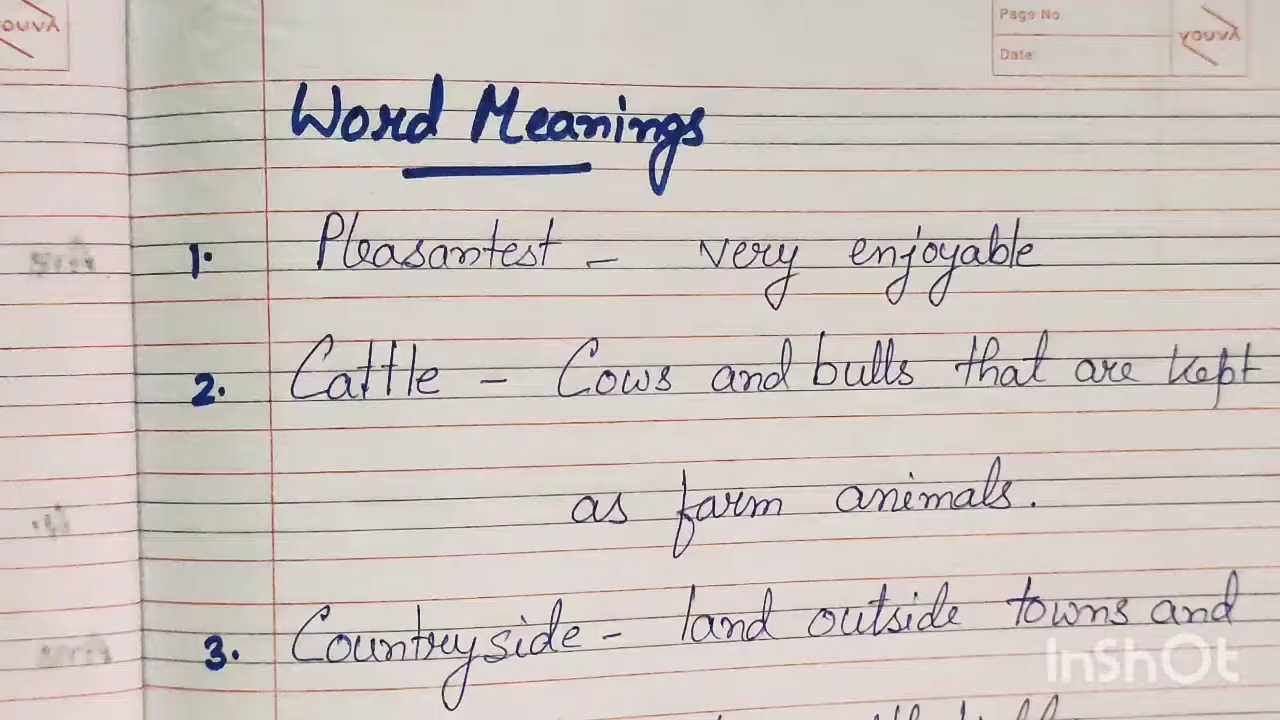 YOUVA
Page No
Date
YOUVA
Word Meanings
1. Pleasantest - very enjoyable
2. Cattle - Cows and bulls that are kept
as farm animals.
3. Countryside - land outside towns and
InShOt